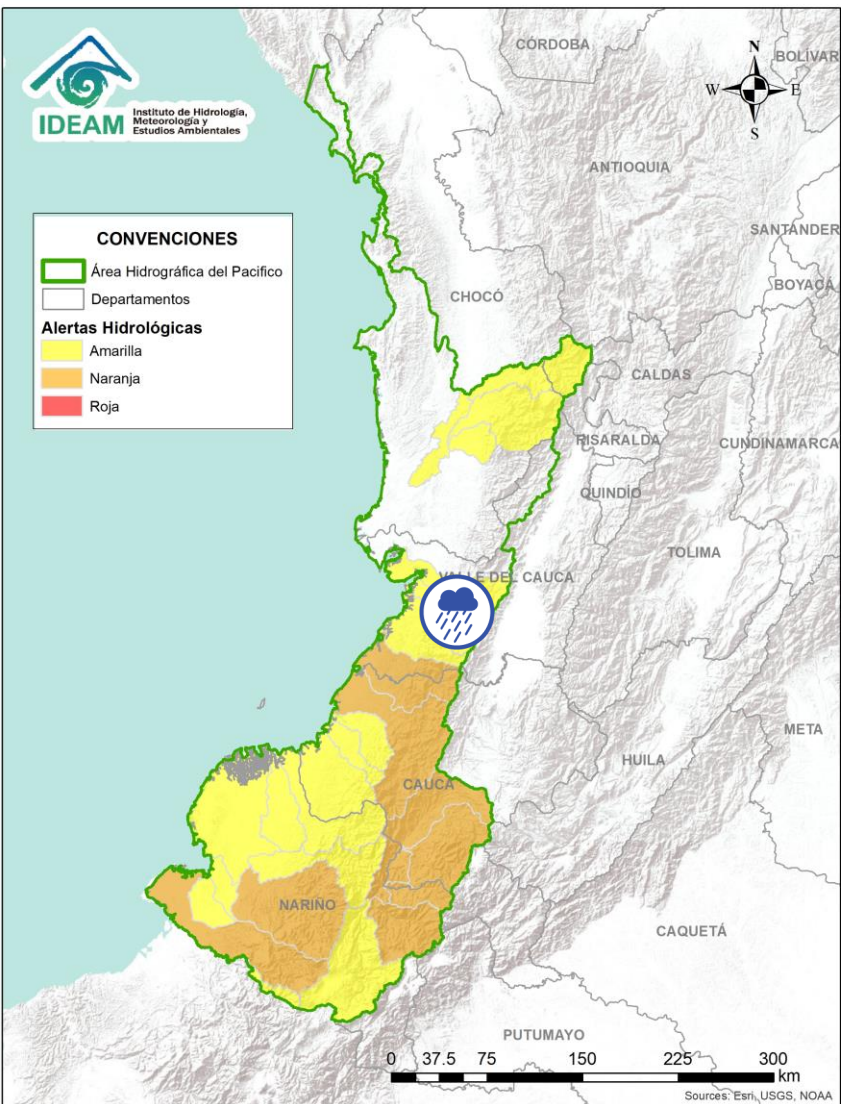 IDEAM
Instituto de Hidrología,
Meteorología y
Estudios Ambientales
CÓRDOBA
BOLÍVAR
N
W
E
S
ANTIOQUIA
SANTANDER
BOYACÁ
CONVENCIONES
Área Hidrográfica del Pacifico
Departamentos
Alertas Hidrológicas
Amarilla
Naranja
Roja
CHOCÓ
CALDAS
RISARALDA
CUNDINAMARCA
QUINDÍO
TOLIMA
VALLE DEL CAUCA
META
HUILA
CAUCA
NARIÑO
CAQUETÁ
PUTUMAYO
0 37.5 75 150 225 300
km
Sources: Esri, USGS, NOAA